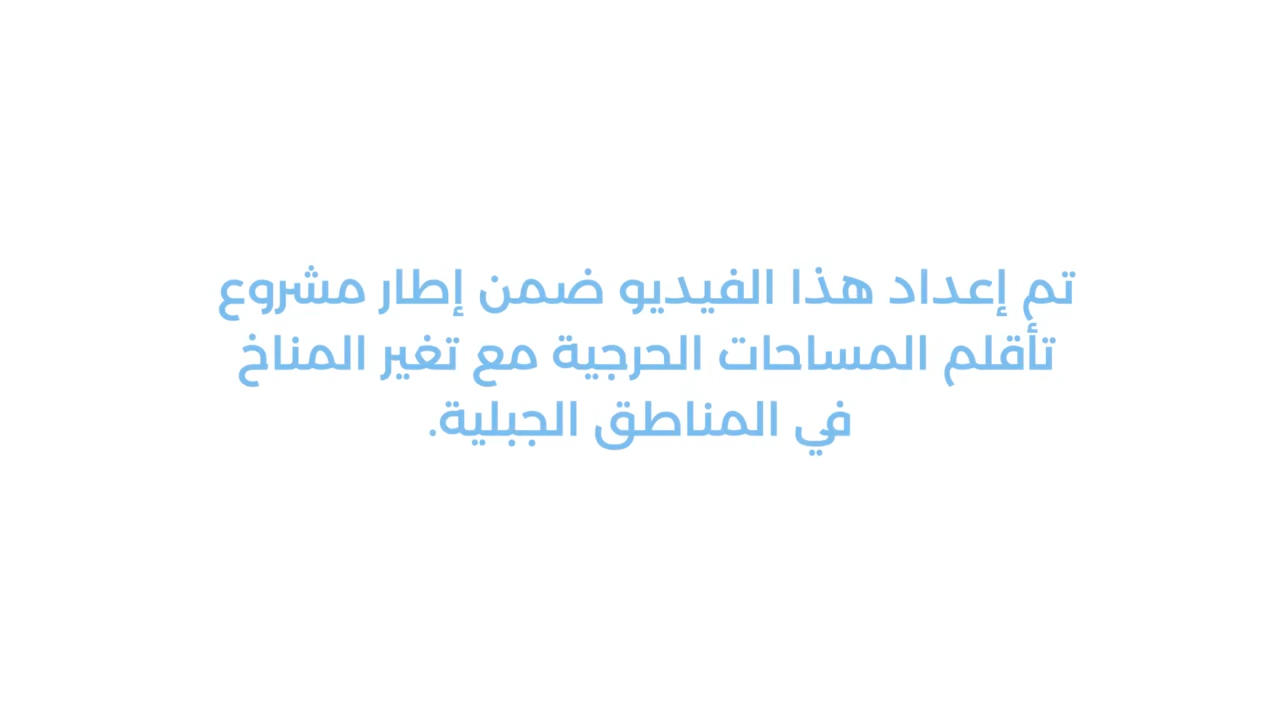 تم إعداد هذا الفيديو ضمن إطار مشروع
تأقلم المساحات الحرجية مع تغير المناخ
في المناطق الجبلية.